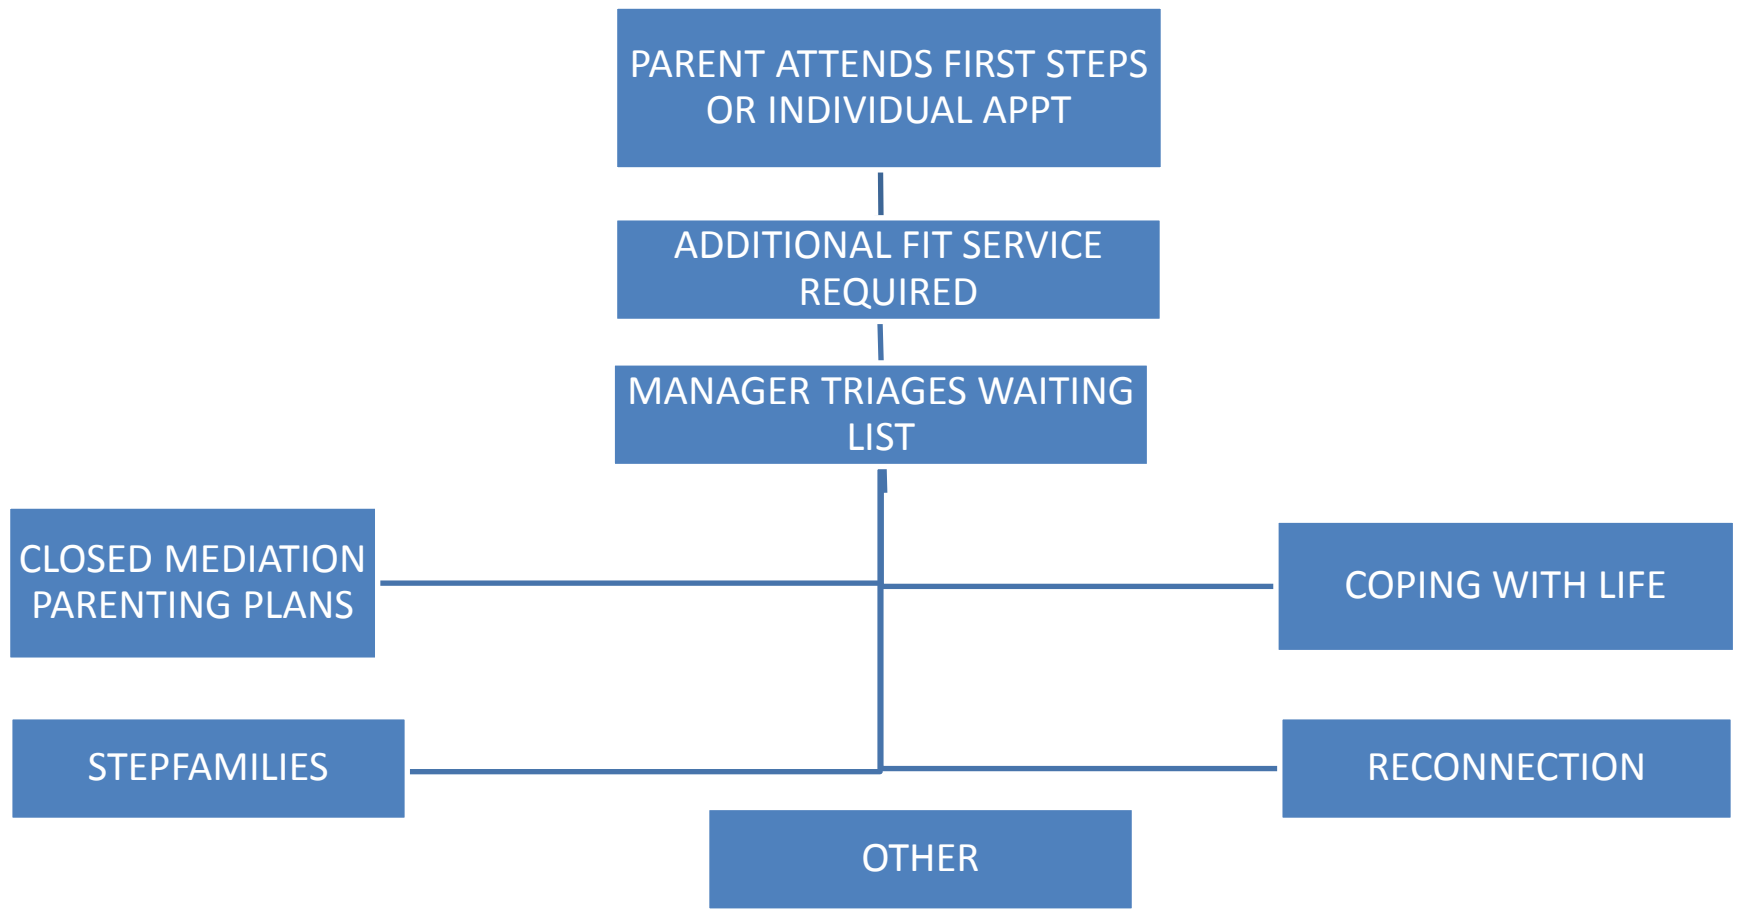 PARENT ATTENDS FIRST STEPS
OR INDIVIDUAL APPT
ADDITIONAL FIT SERVICE
REQUIRED
MANAGER TRIAGES WAITING
LIST
CLOSED MEDIATION
PARENTING PLANS
COPING WITH LIFE
STEPFAMILIES
RECONNECTION
OTHER